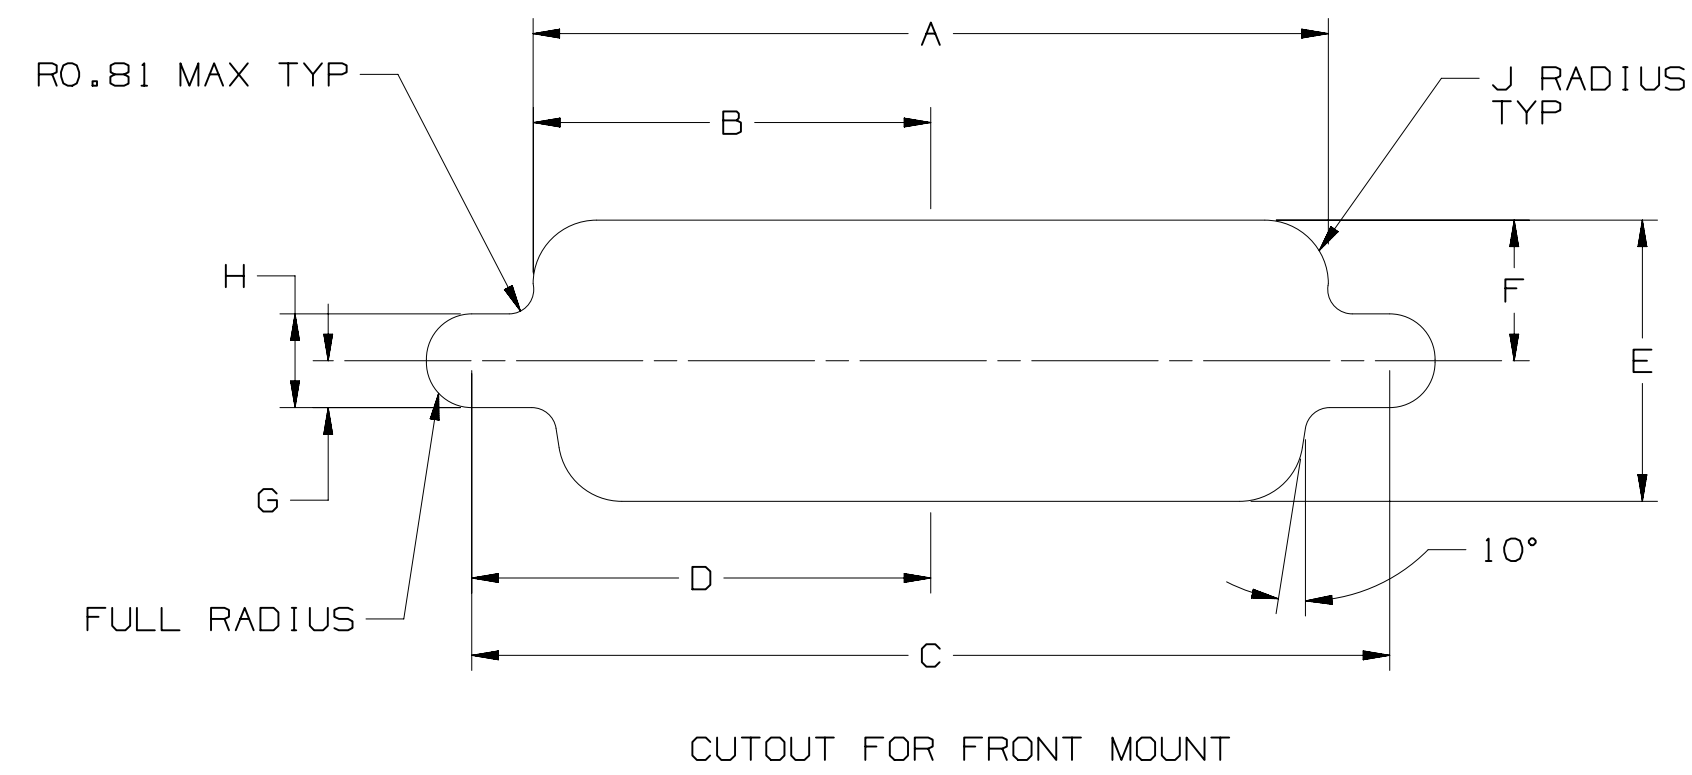 A
R0.81 MAX TYP
J RADIUS
TYP
B
H
F
E
G
10°
D
FULL RADIUS
C
CUTOUT FOR FRONT MOUNT